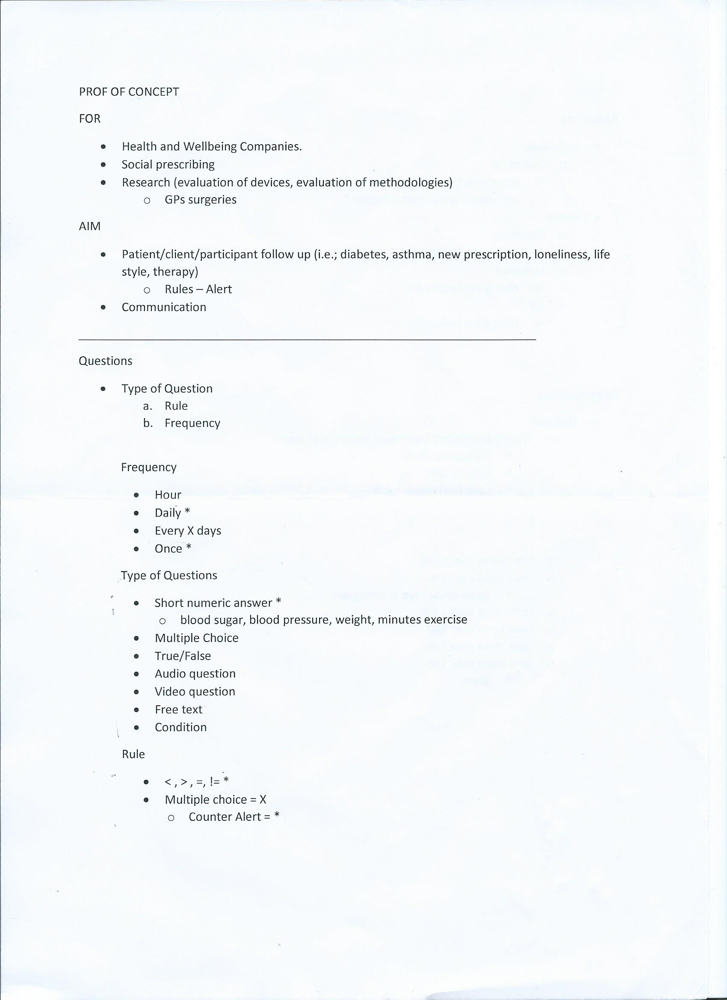 PROF OF CONCEPT
FOR
• Health and Wellbeing Companies.
• Social prescribing
• Research (evaluation of devices, evaluation of methodologies)
o GPs surgeries
AIM
• Patient/client/participant follow up (i.e.; diabetes, asthma, new prescription, loneliness, life
style, therapy)
o Rules – Alert
• Communication
Questions
• Type of Question
a. Rule
b. Frequency
Frequency
• Hour
• Daily *
• Every X days
• Once *
Type of Questions
• Short numeric answer *
o blood sugar, blood pressure, weight, minutes exercise
• Multiple Choice
• True/False
• Audio question
• Video question
• Free text
• Condition
Rule
• < , > , =, != *
• Multiple choice = X
o Counter Alert = *